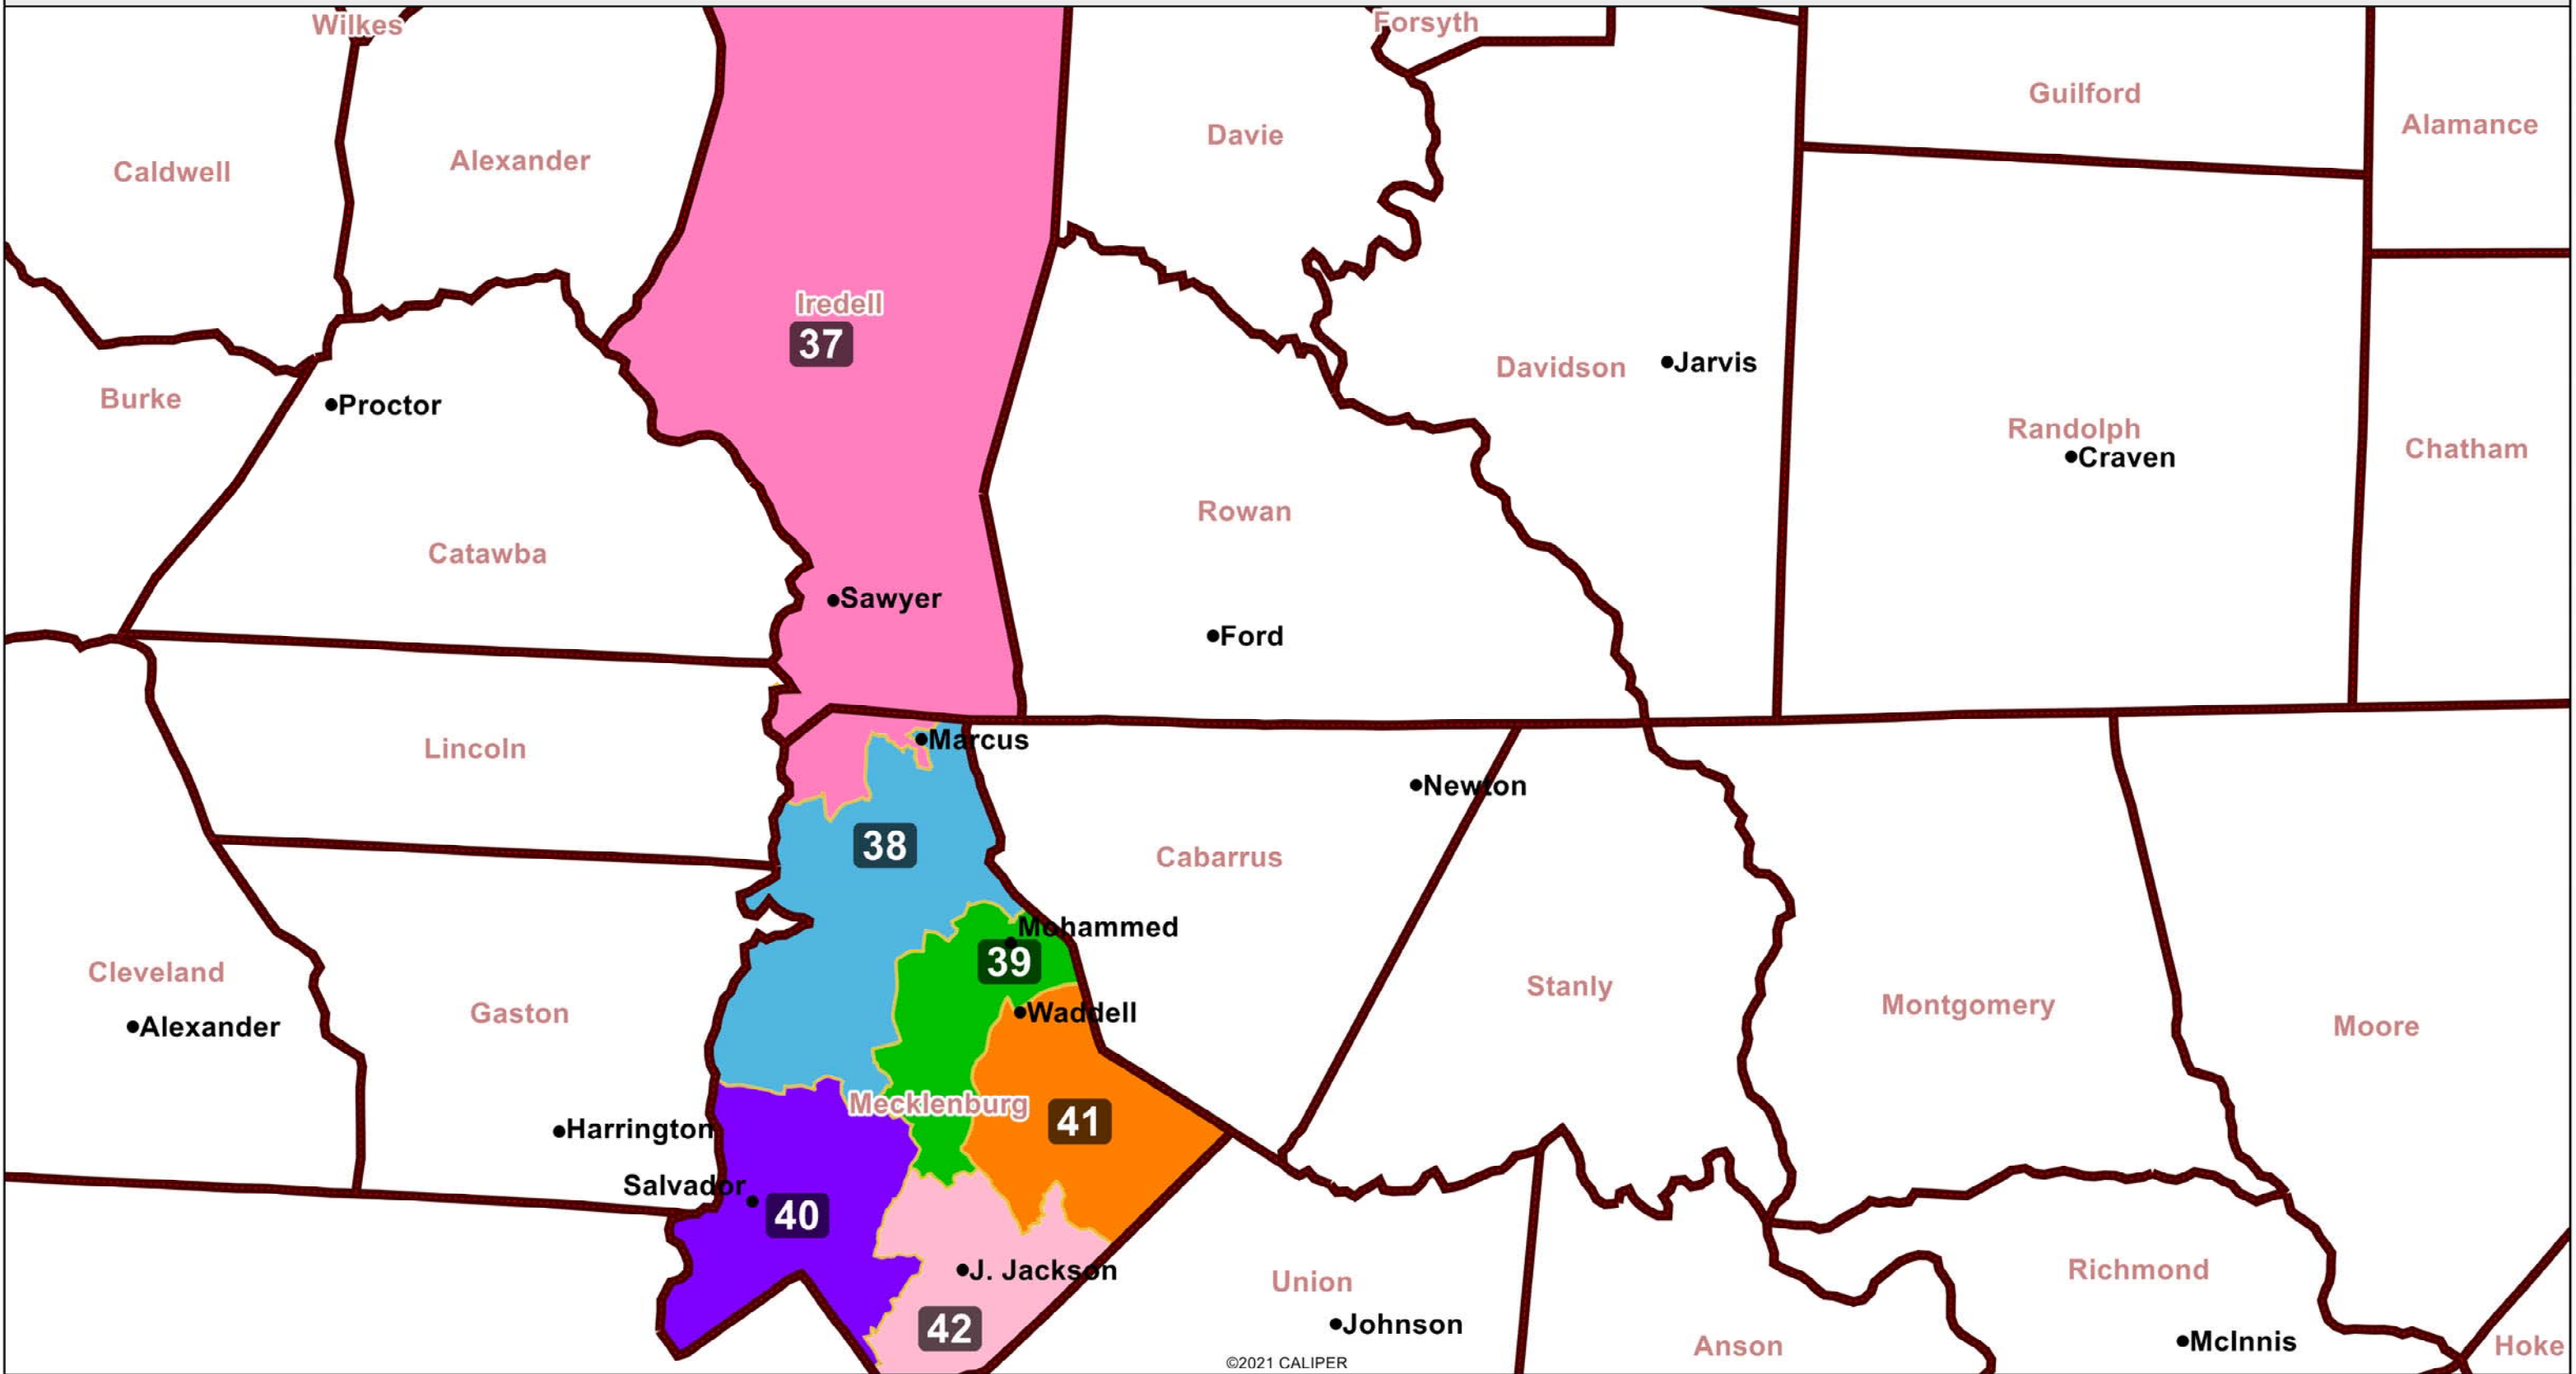 Wilkes
Forsyth
Guilford
Alamance
Davie
Alexander
Caldwell
Iredell
37
Jarvis
Davidson
Burke
Proctor
Randolph
Craven
Chatham
Rowan
Catawba
Sawyer
Ford
Lincoln
Marcus
Newton
38
Cabarrus
Mohammed
39
Cleveland
Stanly
Montgomery
Gaston
Waddell
Alexander
Moore
Mecklenburg
41
Harrington
Salvador
40
J. Jackson
Union
Richmond
42
Johnson
McInnis
Anson
Hoke
©2021 CALIPER